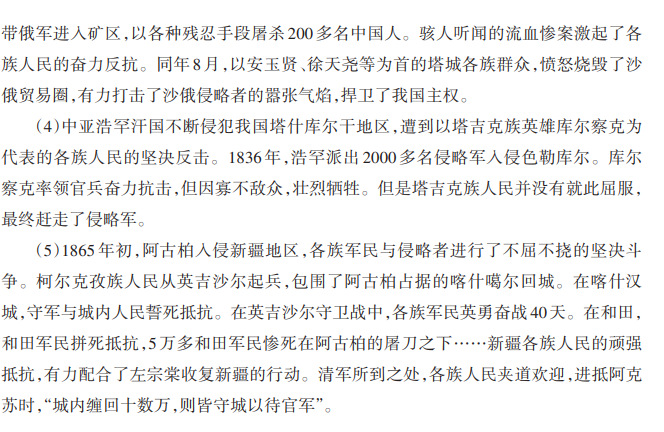 带俄军进入矿区，以各种残忍手段屠杀200多名中国人。骇人听闻的流血惨案激起了各
族人民的奋力反抗。同年8月，以安玉贤、徐天尧等为首的塔城各族群众，愤怒烧毁了沙
俄贸易圈，有力打击了沙俄侵略者的嚣张气焰，捍卫了我国主权。
（4）中亚浩罕汗国不断侵犯我国塔什库尔干地区，遭到以塔吉克族英雄库尔察克为
代表的各族人民的坚决反击。1836年，浩罕派出2000多名侵略军入侵色勒库尔。库尔
察克率领官兵奋力抗击，但因寡不敌众，壮烈牺牲。但是塔吉克族人民并没有就此屈服，
最终赶走了侵略军。
（5）1865年初，阿古柏入侵新疆地区，各族军民与侵略者进行了不屈不挠的坚决斗
争。柯尔克孜族人民从英吉沙尔起兵，包围了阿古柏占据的喀什噶尔回城。在喀什汉
城，守军与城内人民誓死抵抗。在英吉沙尔守卫战中，各族军民英勇奋战40天。在和田，
和田军民拼死抵抗，5万多和田军民惨死在阿古柏的屠刀之下……新疆各族人民的顽强
抵抗，有力配合了左宗棠收复新疆的行动。清军所到之处，各族人民夹道欢迎，进抵阿克
苏时，“城内缠回十数万，则皆守城以待官军”。